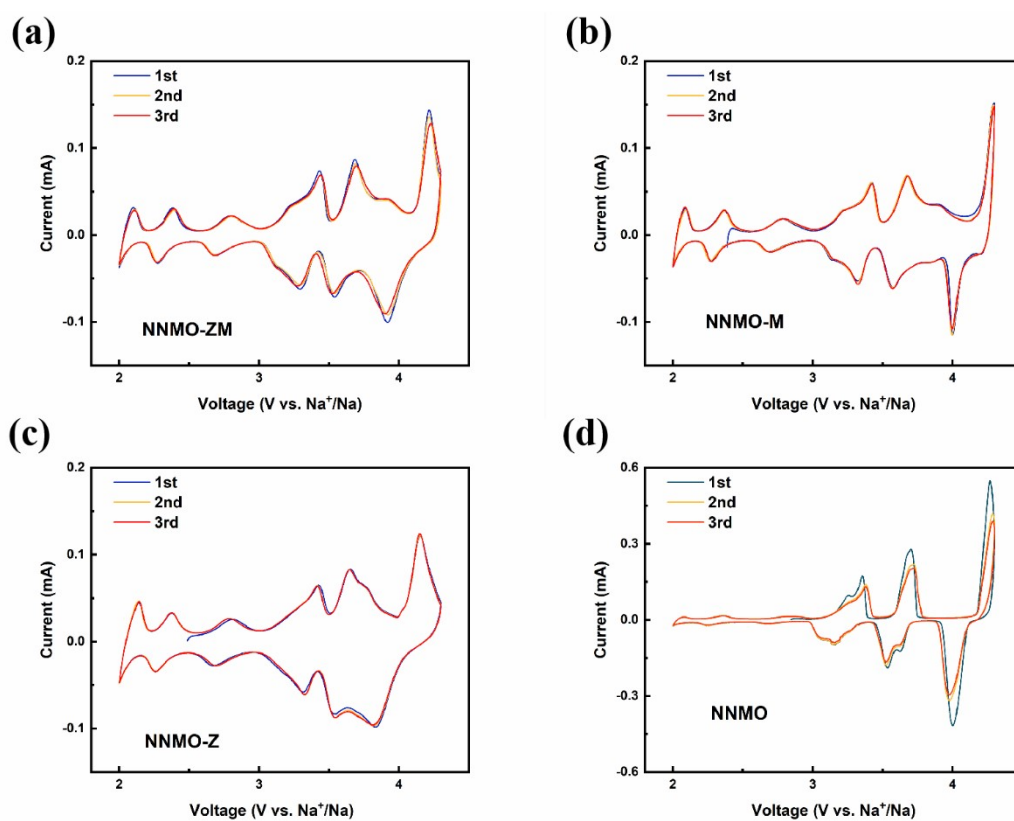 (a)
0.2
1st
2nd
3rd
0.1
0.0
-0.1
Current (mA)
NNMO-ZM
2
3
4
Voltage (V vs. Na⁺/Na)
(b)
0.2
1st
2nd
3rd
0.1
0.0
-0.1
Current (mA)
NNMO-M
2
3
4
Voltage (V vs. Na⁺/Na)
(c)
0.2
1st
2nd
3rd
0.1
0.0
-0.1
Current (mA)
NNMO-Z
2
3
4
Voltage (V vs. Na⁺/Na)
(d)
0.6
1st
2nd
3rd
0.3
0.0
-0.3
-0.6
Current (mA)
NNMO
2
3
4
Voltage (V vs. Na⁺/Na)